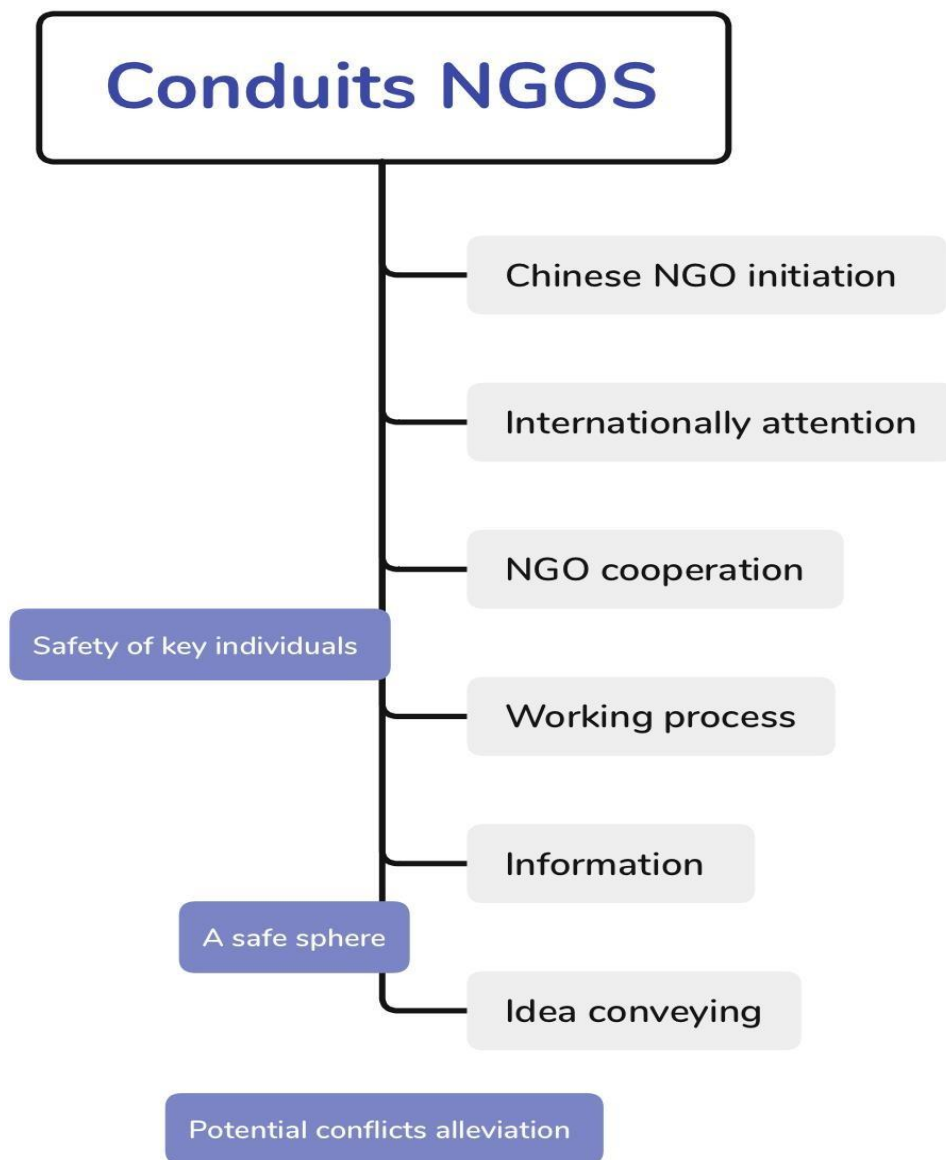 Conduits NGOS
Chinese NGO initiation
Internationally attention
NGO cooperation
Safety of key individuals
Working process
Information
A safe sphere
Idea conveying
Potential conflicts alleviation